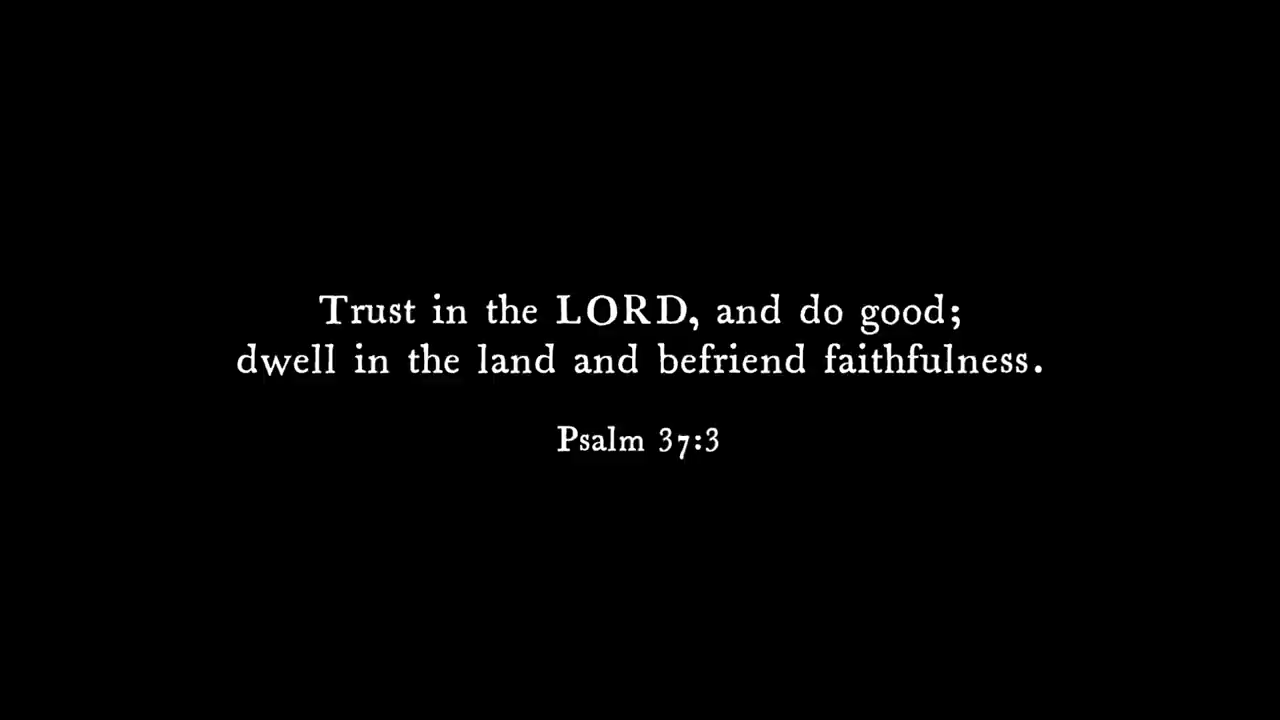 Trust in the LORD, and do good;
dwell in the land and befriend faithfulness.
Psalm 37:3